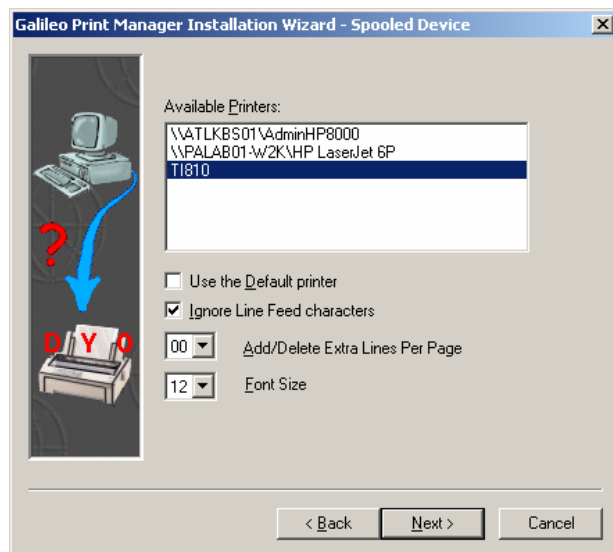 Galileo Print Manager Installation Wizard - Spooled Device
Available Printers:
\\ATLKBS01\AdminHP8000
\\PALAB01-W2K\HP LaserJet 6P
TI810
Use the Default printer
Ignore Line Feed characters
00 Add/Delete Extra Lines Per Page
12 Font Size
?
D Y O
< Back Next > Cancel